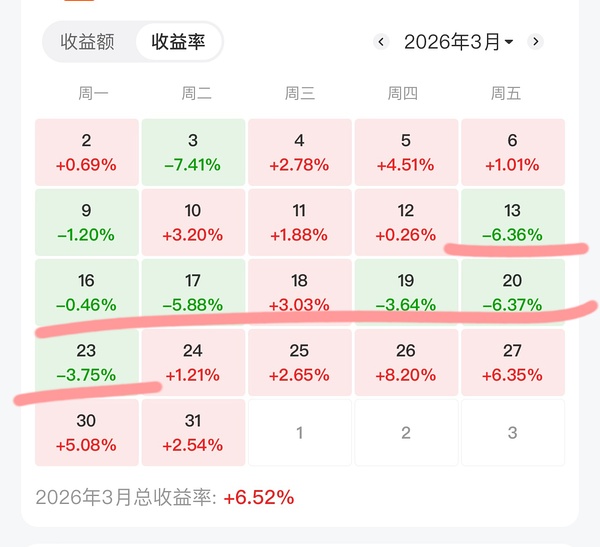 收益额 收益率 2026年3月
周一 周二 周三 周四 周五
2 3 4 5 6
+0.69% −7.41% +2.78% +4.51% +1.01%
9 10 11 12 13
−1.20% +3.20% +1.88% +0.26% −6.36%
16 17 18 19 20
−0.46% −5.88% +3.03% −3.64% −6.37%
23 24 25 26 27
−3.75% +1.21% +2.65% +8.20% +6.35%
30 31 1 2 3
+5.08% +2.54%
2026年3月总收益率: +6.52%